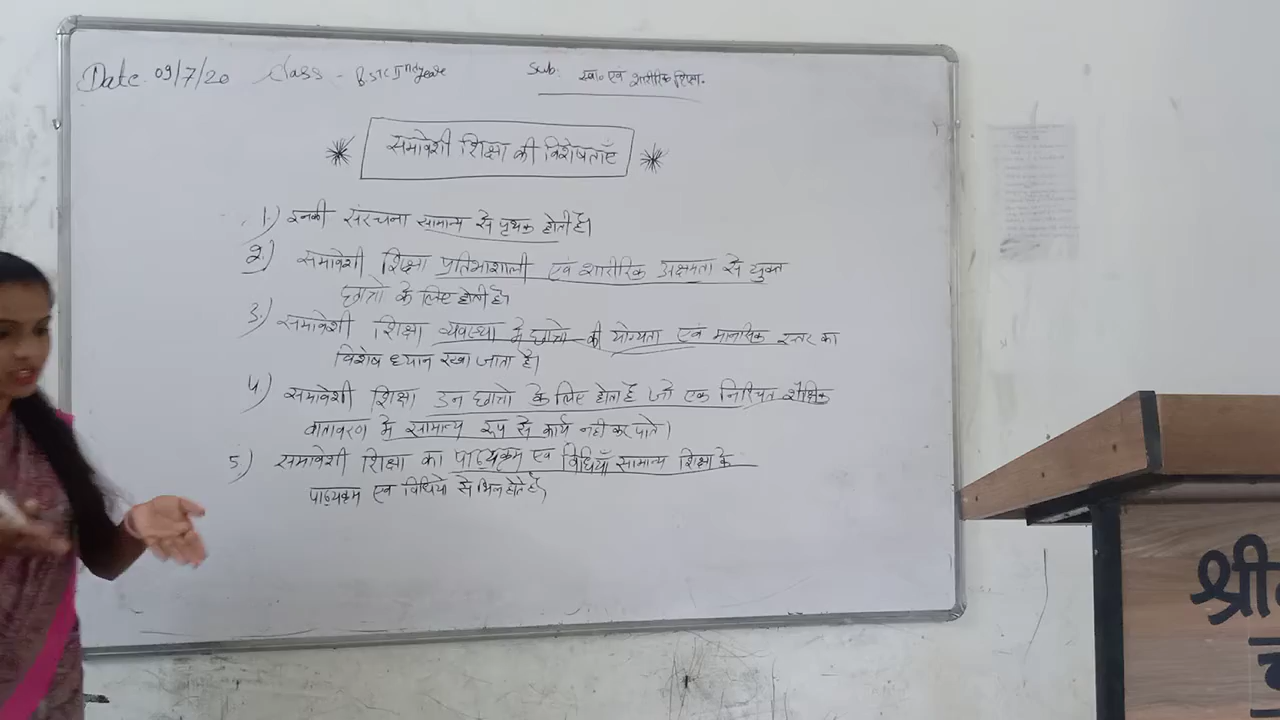 Date. 09/7/20 Class - BSTC IInd year Sub: स्वा० एवं शारीरिक शिक्षा.
समावेशी शिक्षा की विशेषताएँ
1.) इनकी संरचना सामान्य से पृथक होती है।
2.) समावेशी शिक्षा प्रतिभाशाली एवं शारीरिक अक्षमता से युक्त
छात्रो के लिए होती है।
3.) समावेशी शिक्षा व्यवस्था मे छात्रो की योग्यता एवं मानसिक स्तर का
विशेष ध्यान रखा जाता है।
4) समावेशी शिक्षा उन छात्रो के लिए होता है जो एक निश्चित शैक्षिक
वातावरण मे सामान्य रूप से कार्य नही कर पाते।
5) समावेशी शिक्षा का पाठ्यक्रम एवं विधियाँ सामान्य शिक्षा के
पाठ्यक्रम एवं विधियो से भिन्न होते है।
श्री